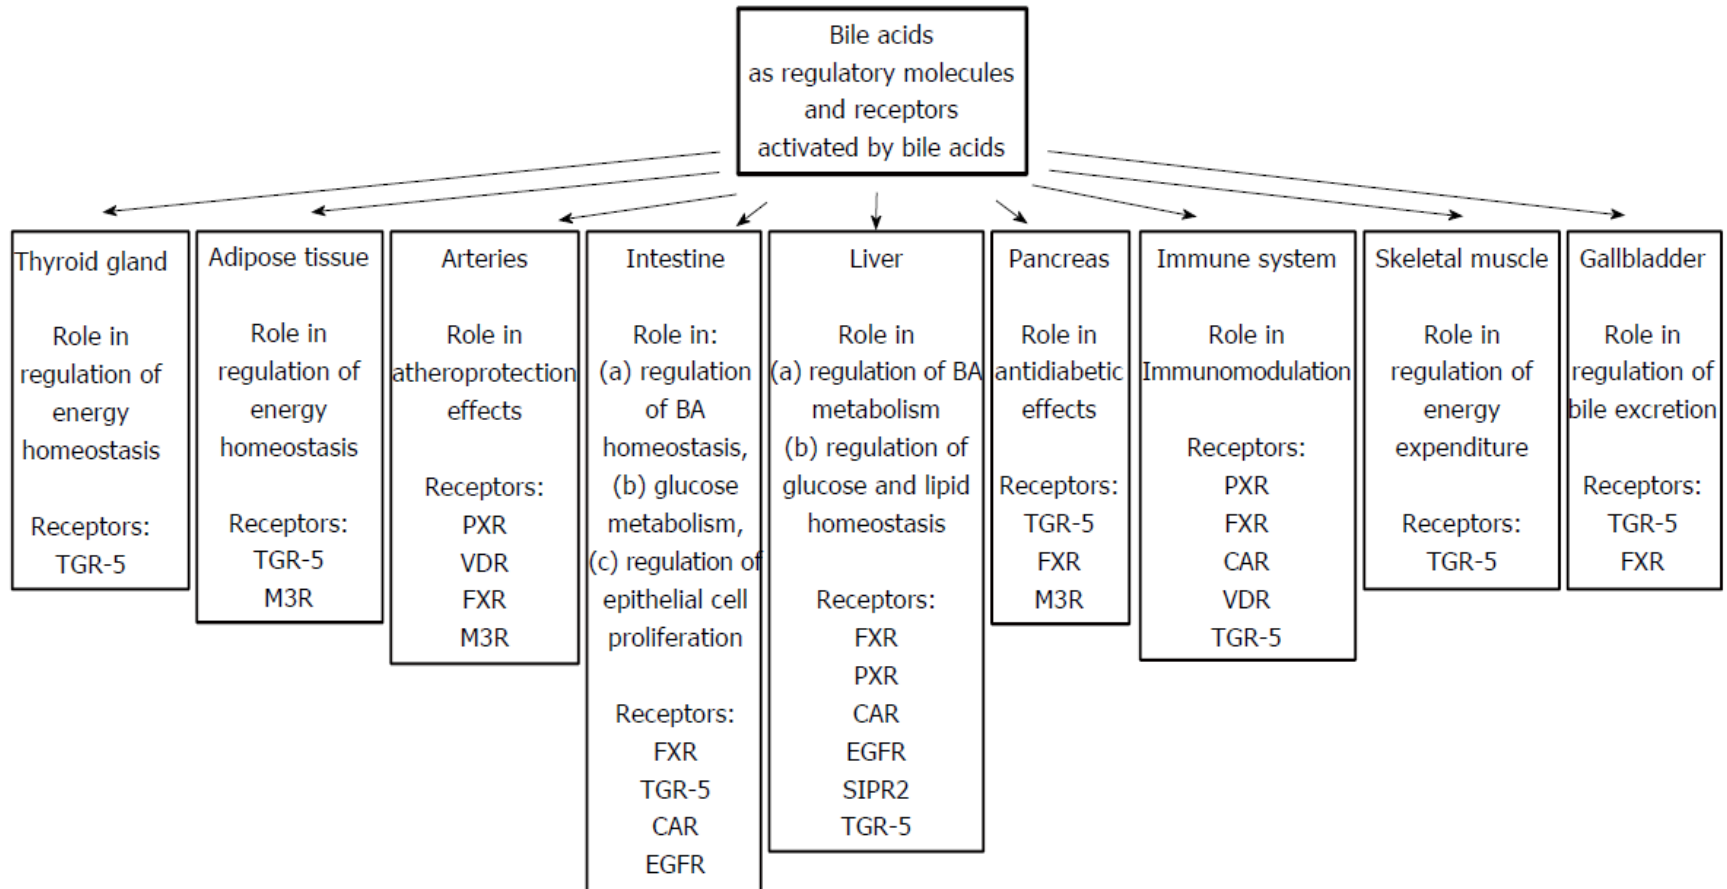 Bile acids
as regulatory molecules
and receptors
activated by bile acids
Thyroid gland
Role in
regulation of
energy
homeostasis
Receptors:
TGR-5
Adipose tissue
Role in
regulation of
energy
homeostasis
Receptors:
TGR-5
M3R
Arteries
Role in
atheroprotection
effects
Receptors:
PXR
VDR
FXR
M3R
Intestine
Role in:
(a) regulation
of BA
homeostasis,
(b) glucose
metabolism,
(c) regulation of
epithelial cell
proliferation
Receptors:
FXR
TGR-5
CAR
EGFR
Liver
Role in
(a) regulation of BA
metabolism
(b) regulation of
glucose and lipid
homeostasis
Receptors:
FXR
PXR
CAR
EGFR
SIPR2
TGR-5
Pancreas
Role in
antidiabetic
effects
Receptors:
TGR-5
FXR
M3R
Immune system
Role in
Immunomodulation
Receptors:
PXR
FXR
CAR
VDR
TGR-5
Skeletal muscle
Role in
regulation of
energy
expenditure
Receptors:
TGR-5
Gallbladder
Role in
regulation of
bile excretion
Receptors:
TGR-5
FXR